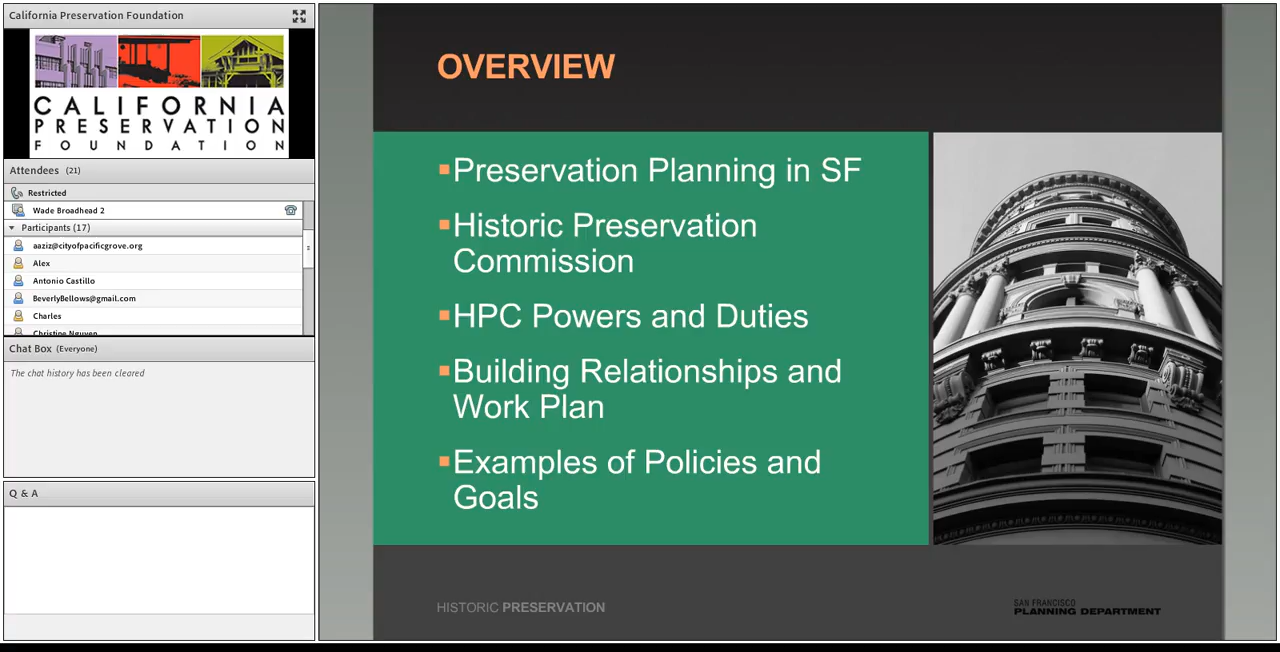 California Preservation Foundation
CALIFORNIA
PRESERVATION
FOUNDATION
Attendees (21)
Restricted
Wade Broadhead 2
Participants (17)
aaziz@cityofpacificgrove.org
Alex
Antonio Castillo
BeverlyBellows@gmail.com
Charles
Christine Nguyen
Chat Box (Everyone)
The chat history has been cleared
Q & A
OVERVIEW
Preservation Planning in SF
Historic Preservation
Commission
HPC Powers and Duties
Building Relationships and
Work Plan
Examples of Policies and
Goals
HISTORIC PRESERVATION
SAN FRANCISCO
PLANNING DEPARTMENT